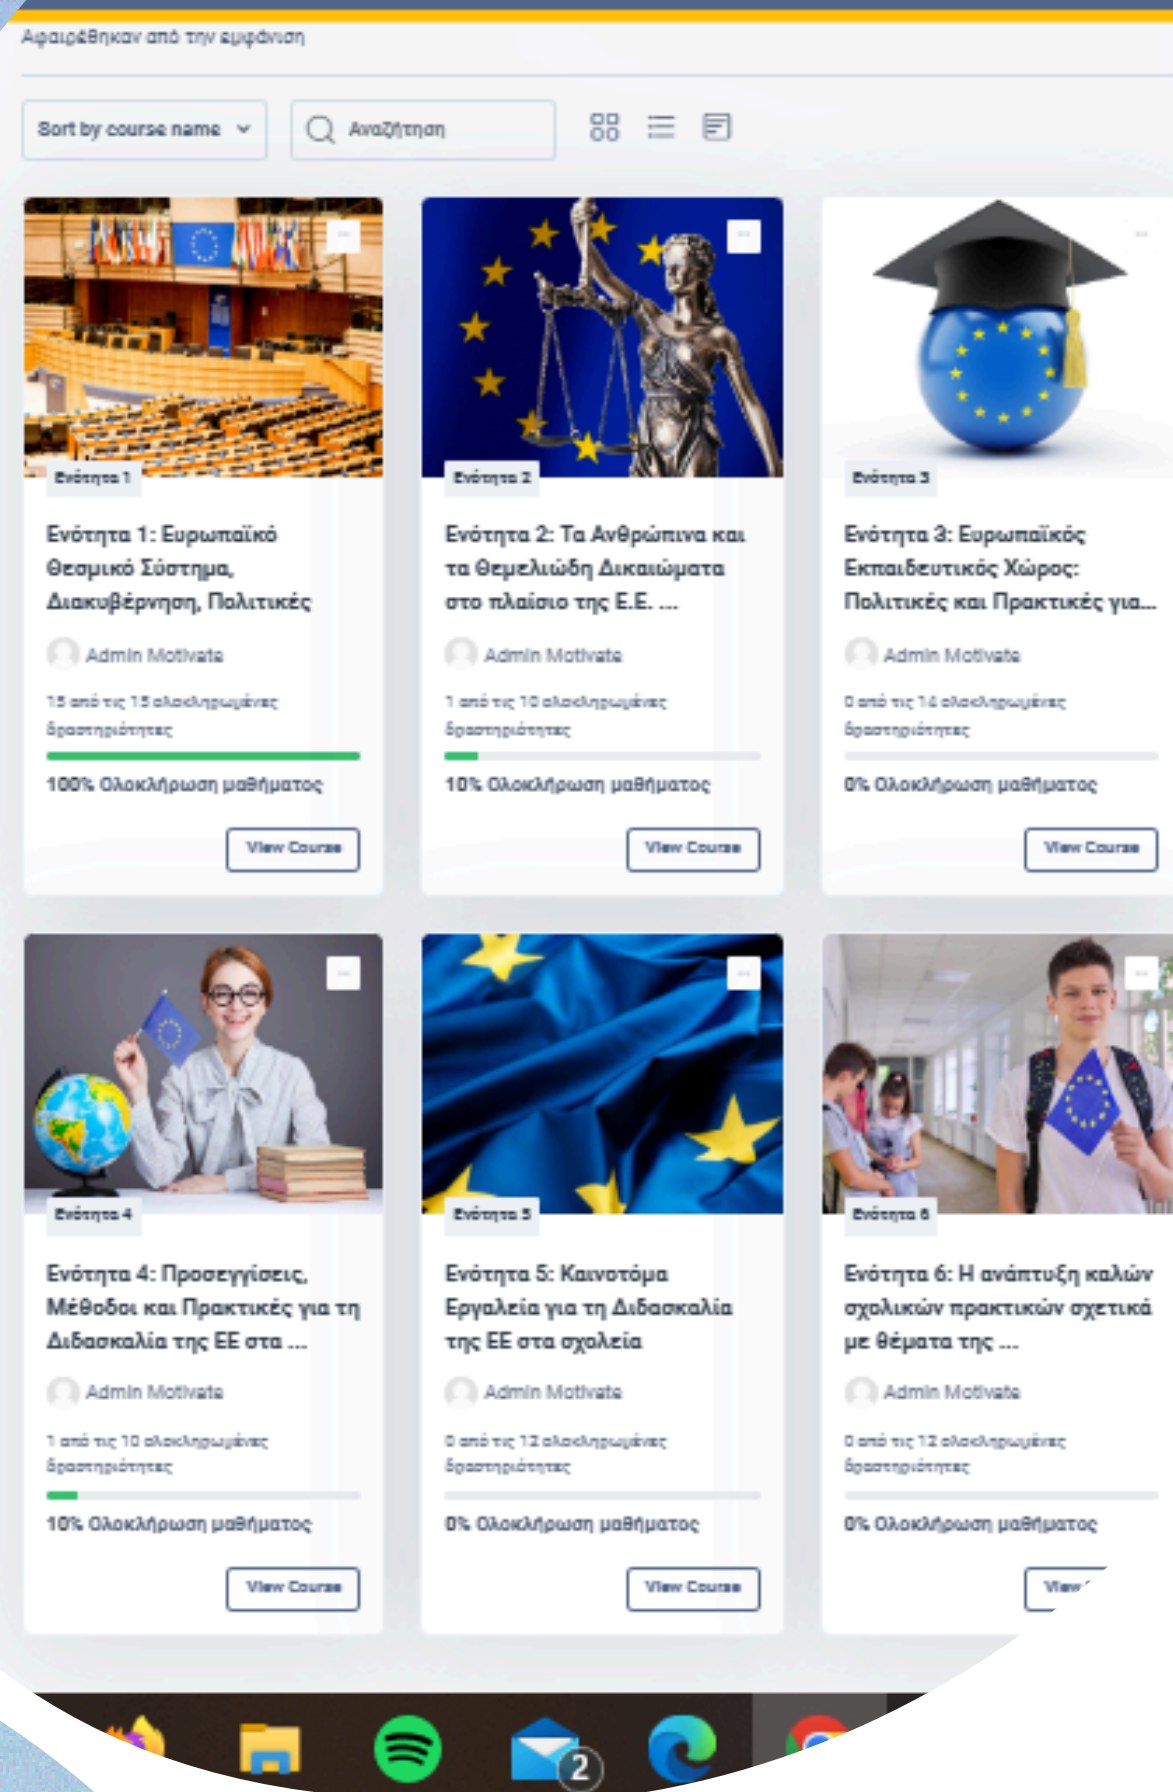 Αφαιρέθηκαν από την εμφάνιση
Sort by course name
Αναζήτηση
Ενότητα 1
Ενότητα 1: Ευρωπαϊκό
Θεσμικό Σύστημα,
Διακυβέρνηση, Πολιτικές
Admin Motivate
15 από τις 15 ολοκληρωμένες
δραστηριότητες
100% Ολοκλήρωση μαθήματος
View Course
Ενότητα 2
Ενότητα 2: Τα Ανθρώπινα και
τα Θεμελιώδη Δικαιώματα
στο πλαίσιο της Ε.Ε. ...
Admin Motivate
1 από τις 10 ολοκληρωμένες
δραστηριότητες
10% Ολοκλήρωση μαθήματος
View Course
Ενότητα 3
Ενότητα 3: Ευρωπαϊκός
Εκπαιδευτικός Χώρος:
Πολιτικές και Πρακτικές για...
Admin Motivate
0 από τις 14 ολοκληρωμένες
δραστηριότητες
0% Ολοκλήρωση μαθήματος
View Course
Ενότητα 4
Ενότητα 4: Προσεγγίσεις,
Μέθοδοι και Πρακτικές για τη
Διδασκαλία της ΕΕ στα ...
Admin Motivate
1 από τις 10 ολοκληρωμένες
δραστηριότητες
10% Ολοκλήρωση μαθήματος
View Course
Ενότητα 5
Ενότητα 5: Καινοτόμα
Εργαλεία για τη Διδασκαλία
της ΕΕ στα σχολεία
Admin Motivate
0 από τις 12 ολοκληρωμένες
δραστηριότητες
0% Ολοκλήρωση μαθήματος
View Course
Ενότητα 6
Ενότητα 6: Η ανάπτυξη καλών
σχολικών πρακτικών σχετικά
με θέματα της ...
Admin Motivate
0 από τις 12 ολοκληρωμένες
δραστηριότητες
0% Ολοκλήρωση μαθήματος
View
2